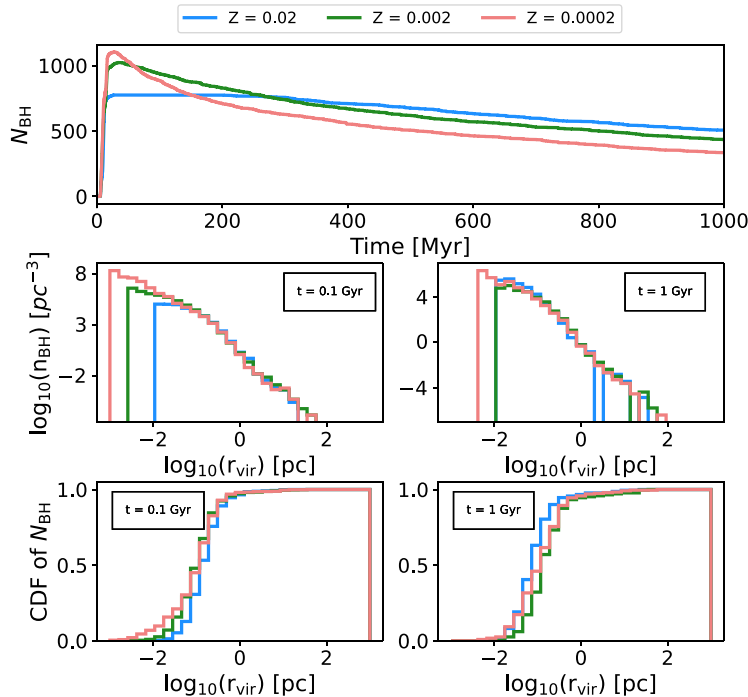 Z = 0.02 Z = 0.002 Z = 0.0002
N_BH
1000
500
0
0 200 400 600 800 1000
Time [Myr]
log₁₀(n_BH) [pc⁻³]
8
3
−2
t = 0.1 Gyr
−2 0 2
log₁₀(r_vir) [pc]
4
0
−4
t = 1 Gyr
−2 0 2
log₁₀(r_vir) [pc]
CDF of N_BH
1.0
0.5
0.0
t = 0.1 Gyr
−2 0 2
log₁₀(r_vir) [pc]
1.0
0.5
0.0
t = 1 Gyr
−2 0 2
log₁₀(r_vir) [pc]